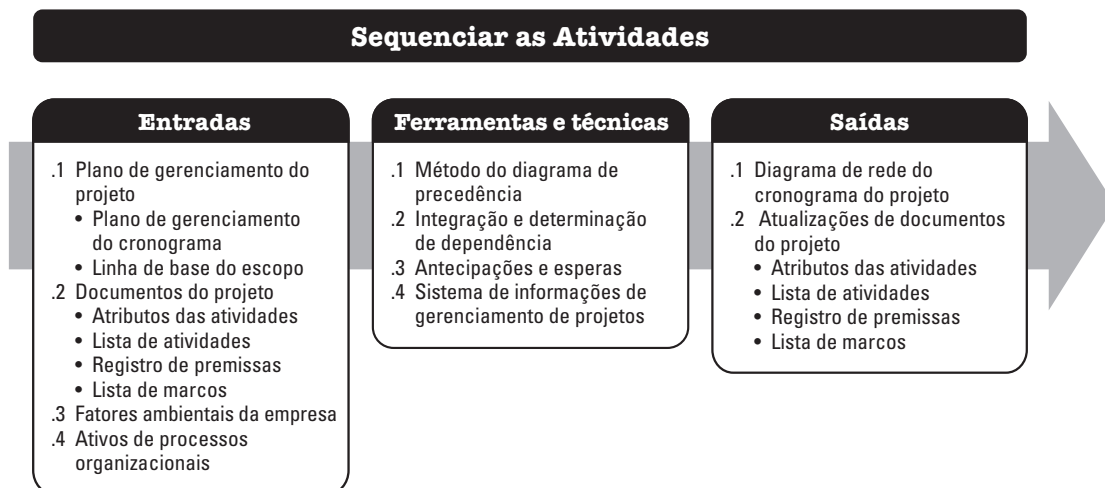 Sequenciar as Atividades
Entradas
.1 Plano de gerenciamento do
projeto
• Plano de gerenciamento
do cronograma
• Linha de base do escopo
.2 Documentos do projeto
• Atributos das atividades
• Lista de atividades
• Registro de premissas
• Lista de marcos
.3 Fatores ambientais da empresa
.4 Ativos de processos
organizacionais
Ferramentas e técnicas
.1 Método do diagrama de
precedência
.2 Integração e determinação
de dependência
.3 Antecipações e esperas
.4 Sistema de informações de
gerenciamento de projetos
Saídas
.1 Diagrama de rede do
cronograma do projeto
.2 Atualizações de documentos
do projeto
• Atributos das atividades
• Lista de atividades
• Registro de premissas
• Lista de marcos